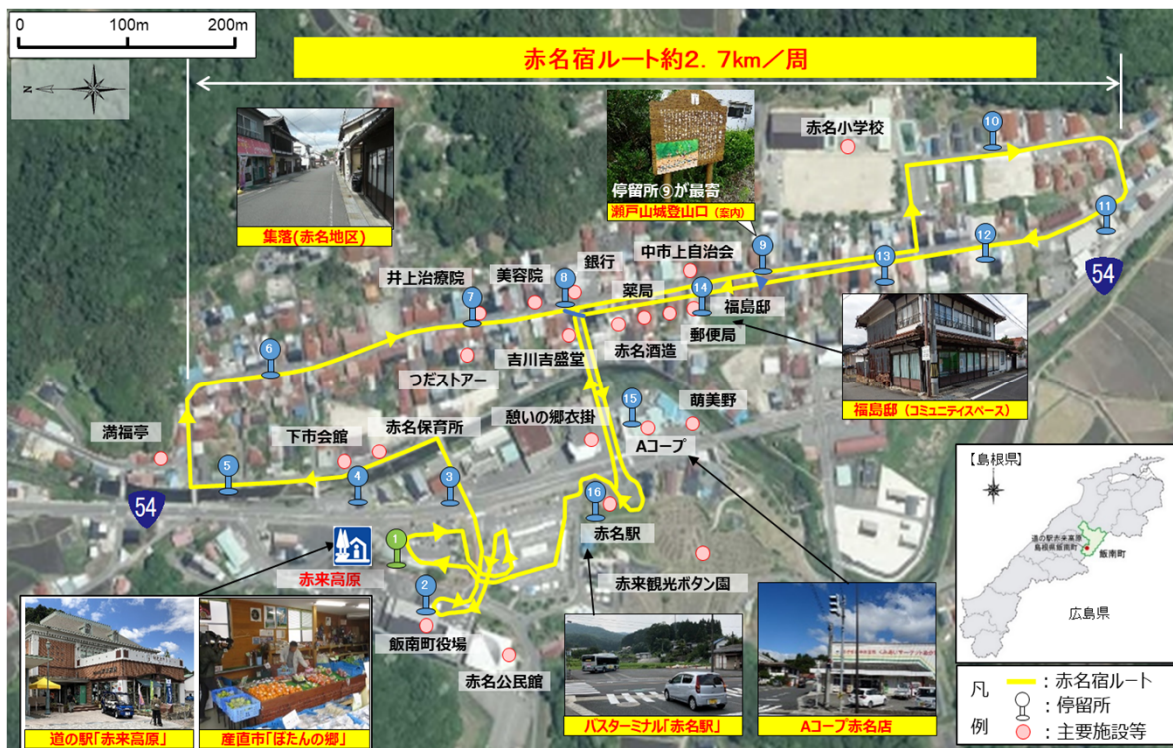 0
100m
200m
赤名宿ルート約2.7km/周
N
停留所⑨が最寄
瀬戸山城登山口(案内)
集落(赤名地区)
赤名小学校
10
11
12
13
9
中市上自治会
銀行
美容院
井上治療院
8
7
薬局
14
福島邸
54
郵便局
赤名酒造
吉川吉盛堂
つだストアー
6
福島邸(コミュニティスペース)
憩いの郷衣掛
15
萌美野
Aコープ
満福亭
下市会館
赤名保育所
5
4
3
54
16
赤名駅
1
赤来高原
2
飯南町役場
赤来観光ボタン園
赤名公民館
道の駅「赤来高原」
産直市「ぼたんの郷」
バスターミナル「赤名駅」
Aコープ赤名店
【島根県】
道の駅赤来高原
島根県飯南町
飯南町
広島県
凡例
:赤名宿ルート
:停留所
:主要施設等